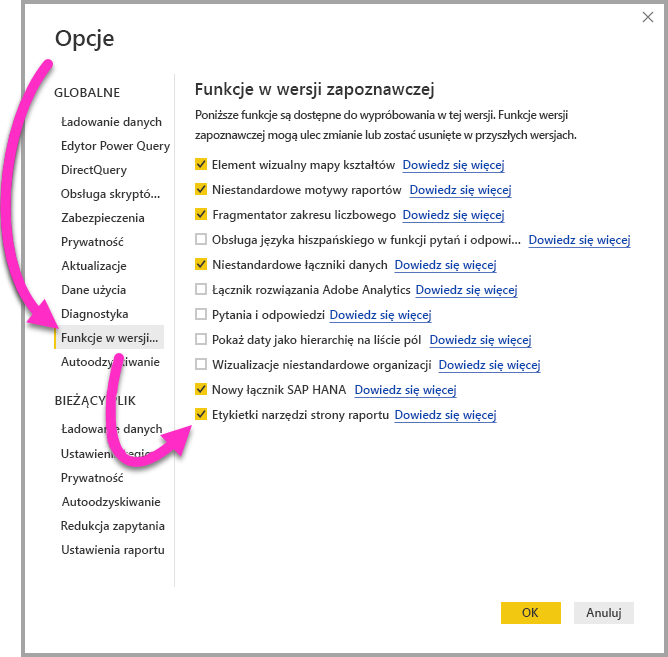 Opcje
GLOBALNE
Ładowanie danych
Edytor Power Query
DirectQuery
Obsługa skryptó...
Zabezpieczenia
Prywatność
Aktualizacje
Dane użycia
Diagnostyka
Funkcje w wersji...
Autoodzyskiwanie
BIEŻĄCY PLIK
Ładowanie danych
Ustawienia region
Prywatność
Autoodzyskiwanie
Redukcja zapytania
Ustawienia raportu
Funkcje w wersji zapoznawczej
Poniższe funkcje są dostępne do wypróbowania w tej wersji. Funkcje wersji
zapoznawczej mogą ulec zmianie lub zostać usunięte w przyszłych wersjach.
Element wizualny mapy kształtów Dowiedz się więcej
Niestandardowe motywy raportów Dowiedz się więcej
Fragmentator zakresu liczbowego Dowiedz się więcej
Obsługa języka hiszpańskiego w funkcji pytań i odpowi... Dowiedz się więcej
Niestandardowe łączniki danych Dowiedz się więcej
Łącznik rozwiązania Adobe Analytics Dowiedz się więcej
Pytania i odpowiedzi Dowiedz się więcej
Pokaż daty jako hierarchię na liście pól Dowiedz się więcej
Wizualizacje niestandardowe organizacji Dowiedz się więcej
Nowy łącznik SAP HANA Dowiedz się więcej
Etykietki narzędzi strony raportu Dowiedz się więcej
OK
Anuluj